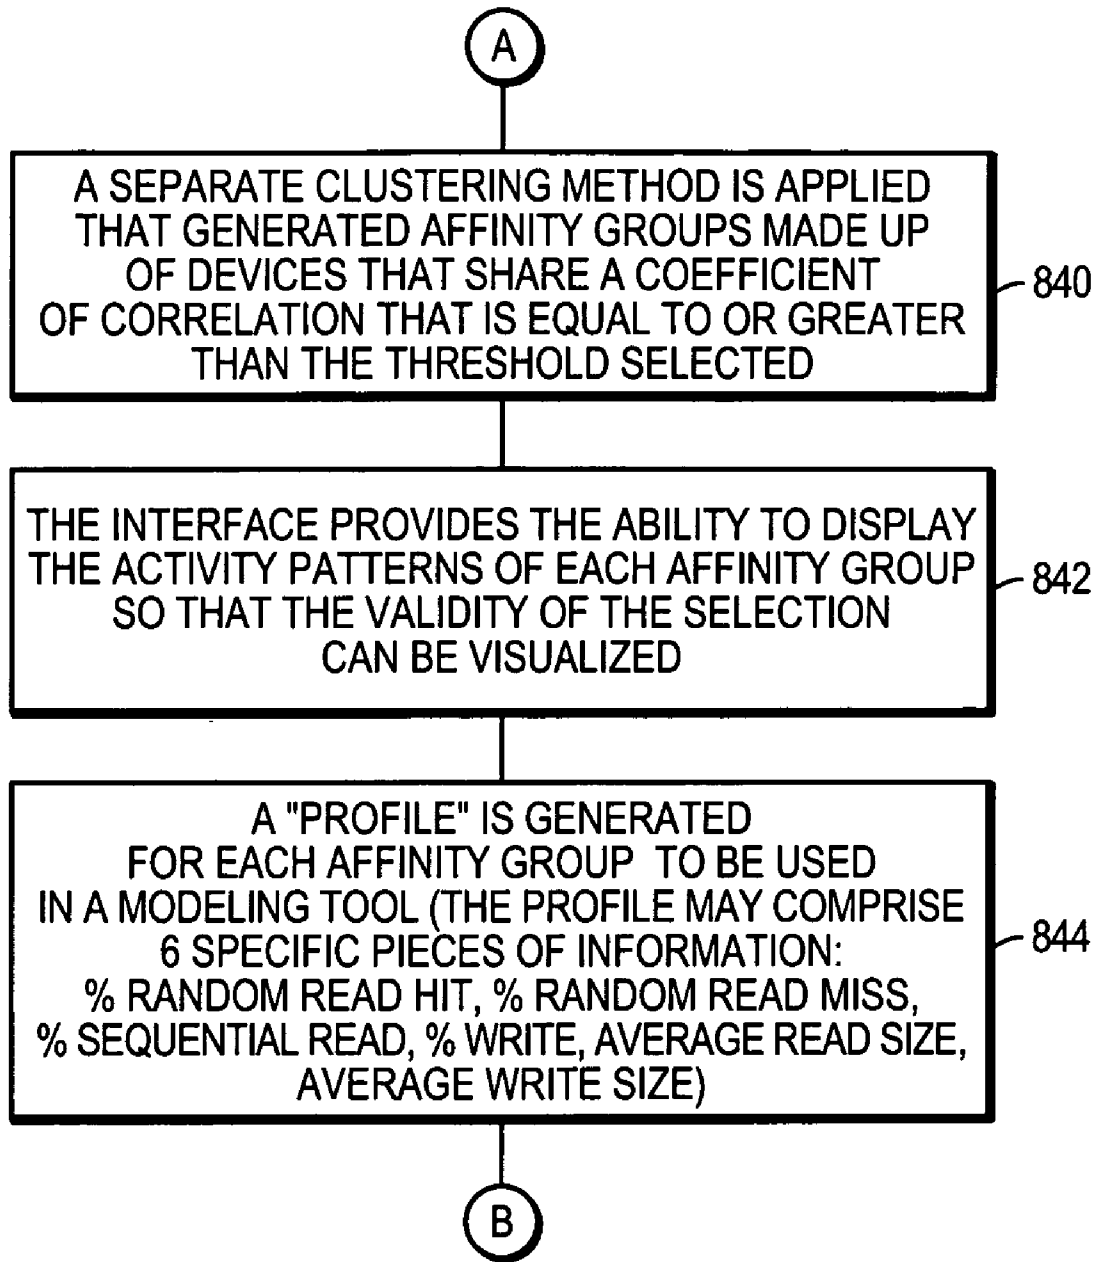 A
A SEPARATE CLUSTERING METHOD IS APPLIED
THAT GENERATED AFFINITY GROUPS MADE UP
OF DEVICES THAT SHARE A COEFFICIENT
OF CORRELATION THAT IS EQUAL TO OR GREATER
THAN THE THRESHOLD SELECTED
840
THE INTERFACE PROVIDES THE ABILITY TO DISPLAY
THE ACTIVITY PATTERNS OF EACH AFFINITY GROUP
SO THAT THE VALIDITY OF THE SELECTION
CAN BE VISUALIZED
842
A "PROFILE" IS GENERATED
FOR EACH AFFINITY GROUP TO BE USED
IN A MODELING TOOL (THE PROFILE MAY COMPRISE
6 SPECIFIC PIECES OF INFORMATION:
% RANDOM READ HIT, % RANDOM READ MISS,
% SEQUENTIAL READ, % WRITE, AVERAGE READ SIZE,
AVERAGE WRITE SIZE)
844
B